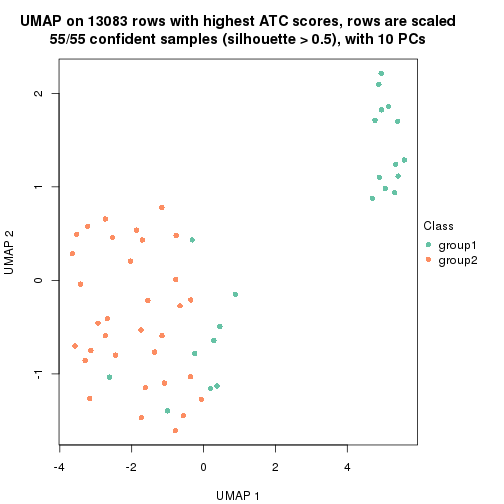 UMAP on 13083 rows with highest ATC scores, rows are scaled
55/55 confident samples (silhouette > 0.5), with 10 PCs
2
1
0
-1
UMAP 2
-4
-2
0
2
4
UMAP 1
Class
group1
group2